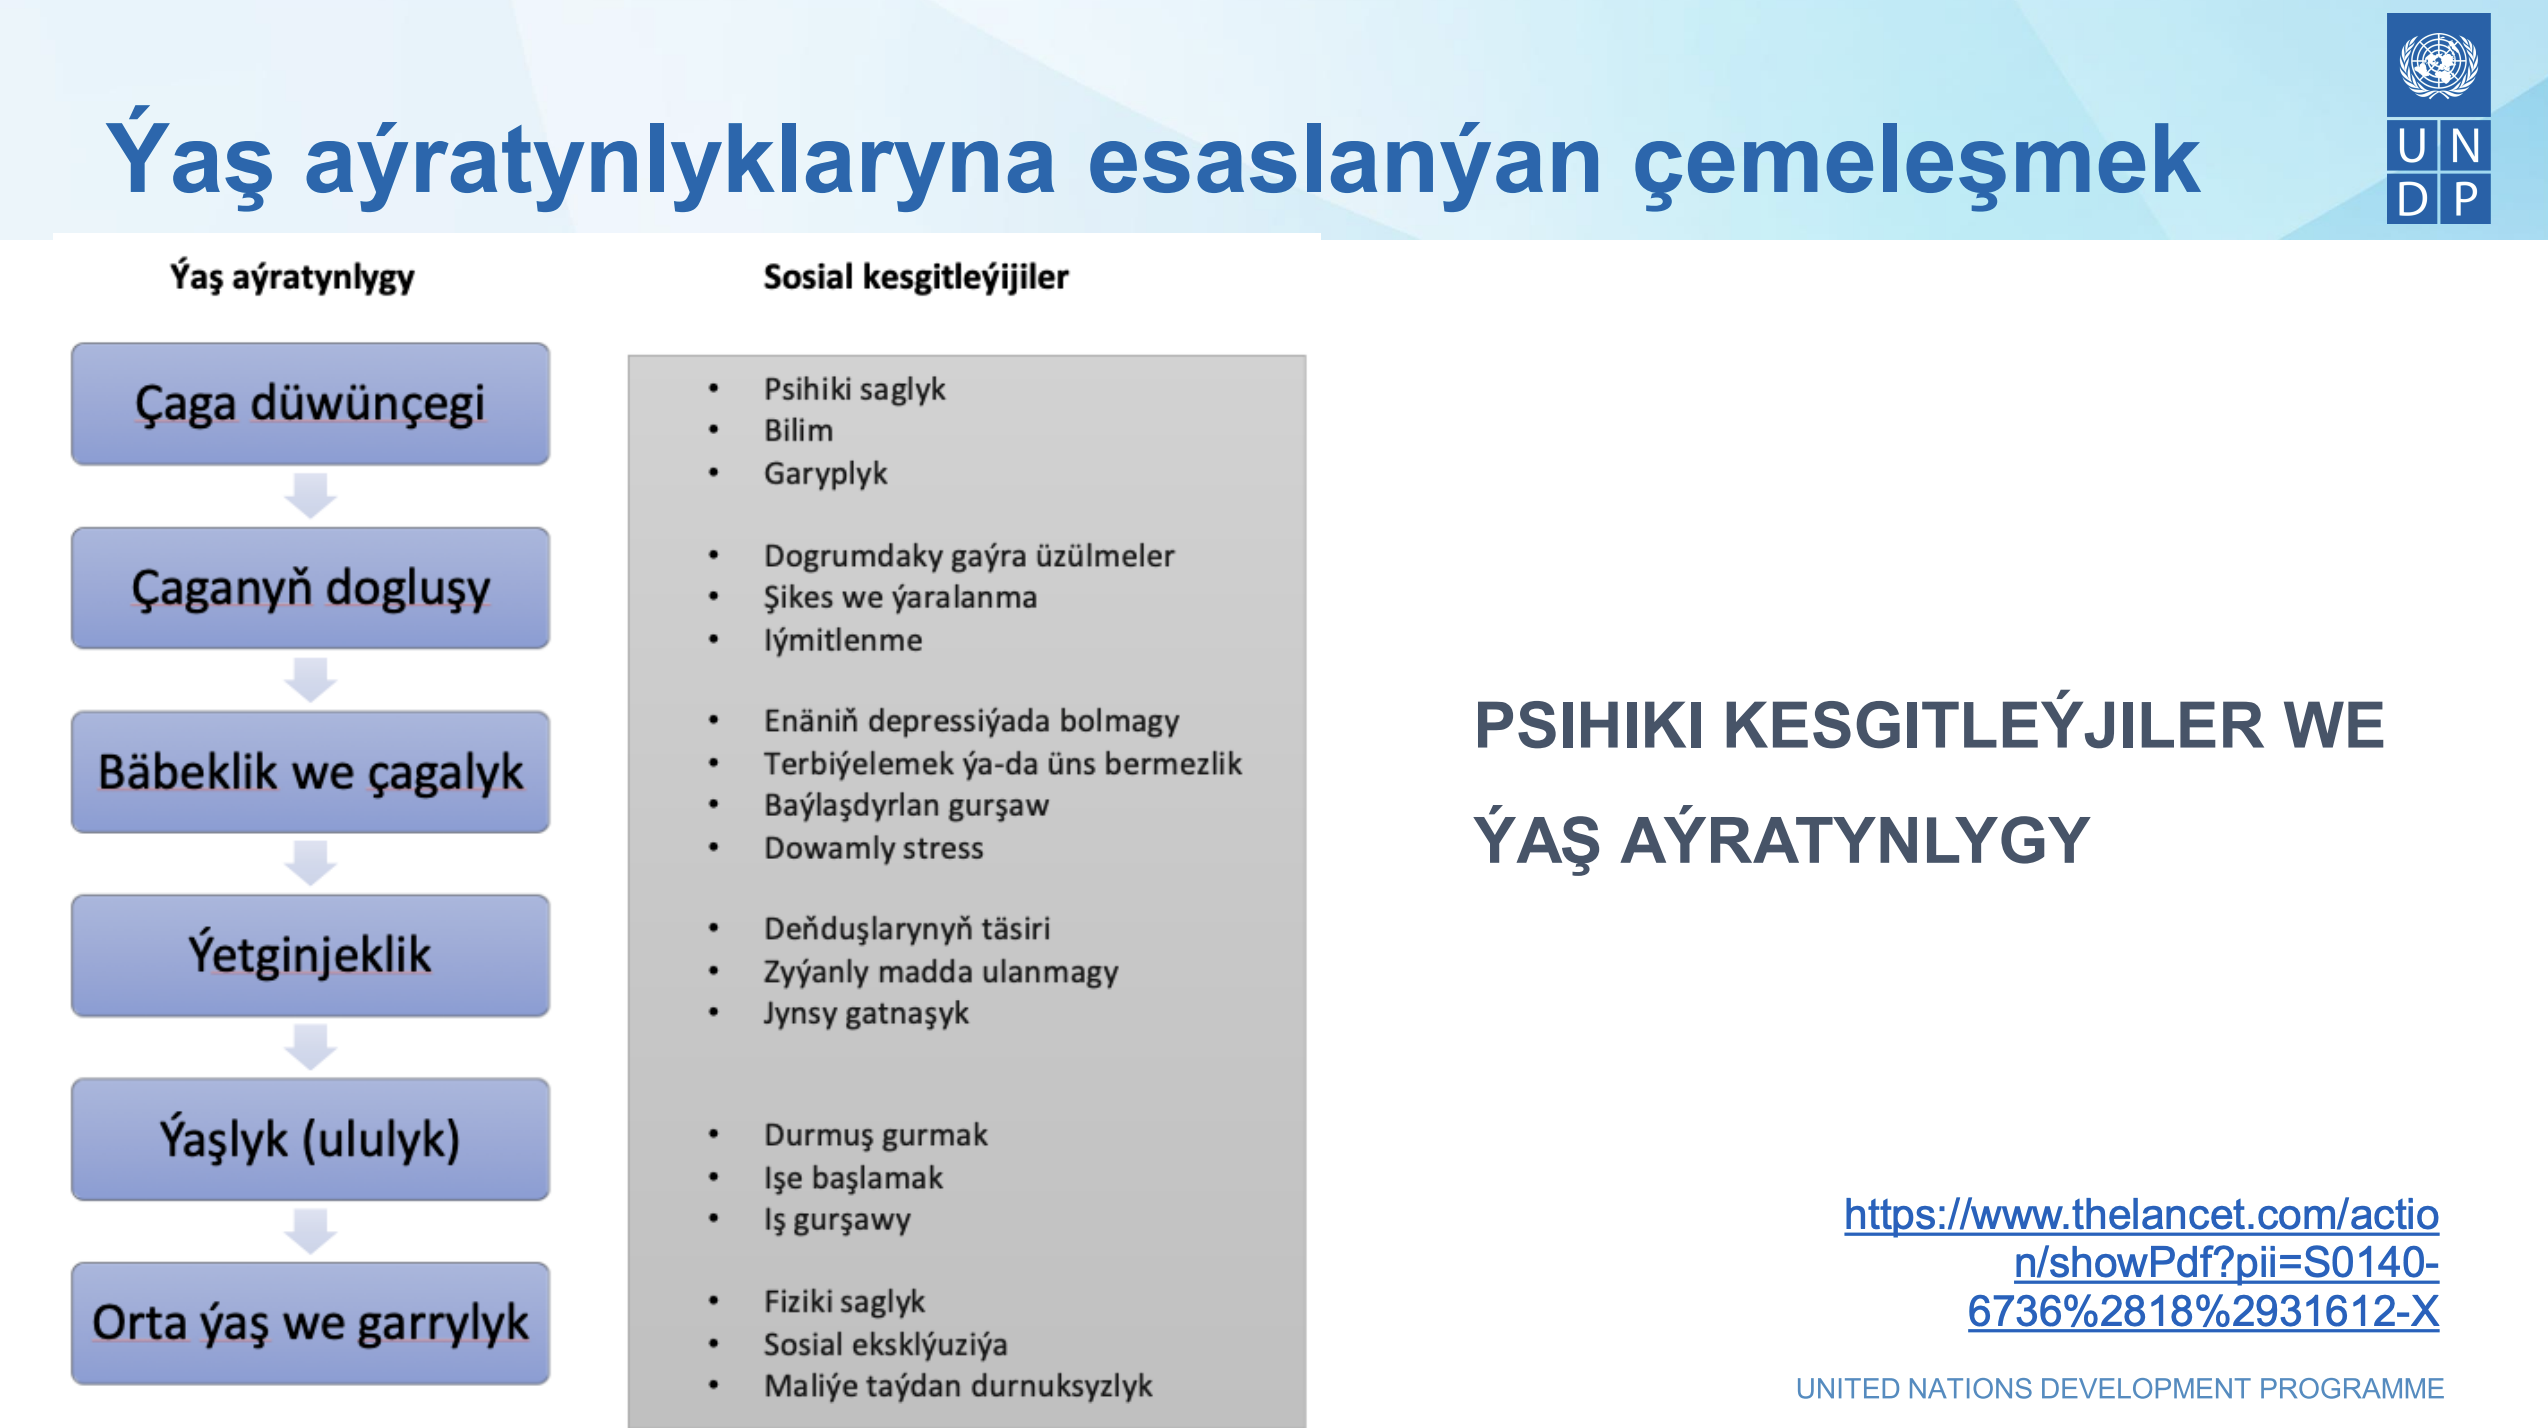 Ýaş aýratynlyklaryna esaslanýan çemeleşmek
U N
D P
Ýaş aýratynlygy
Sosial kesgitleýijiler
Çaga düwünçegi
Çaganyň dogluşy
Bäbeklik we çagalyk
Ýetginjeklik
Ýaşlyk (ululyk)
Orta ýaş we garrylyk
• Psihiki saglyk
• Bilim
• Garyplyk
• Dogrumdaky gaýra üzülmeler
• Şikes we ýaralanma
• Iýmitlenme
• Enäniň depressiýada bolmagy
• Terbiýelemek ýa-da üns bermezlik
• Baýlaşdyrlan gurşaw
• Dowamly stress
• Deňduşlarynyň täsiri
• Zyýanly madda ulanmagy
• Jynsy gatnaşyk
• Durmuş gurmak
• Işe başlamak
• Iş gurşawy
• Fiziki saglyk
• Sosial eksklýuziýa
• Maliýe taýdan durnuksyzlyk
PSIHIKI KESGITLEÝJILER WE
ÝAŞ AÝRATYNLYGY
https://www.thelancet.com/actio
n/showPdf?pii=S0140-
6736%2818%2931612-X
UNITED NATIONS DEVELOPMENT PROGRAMME